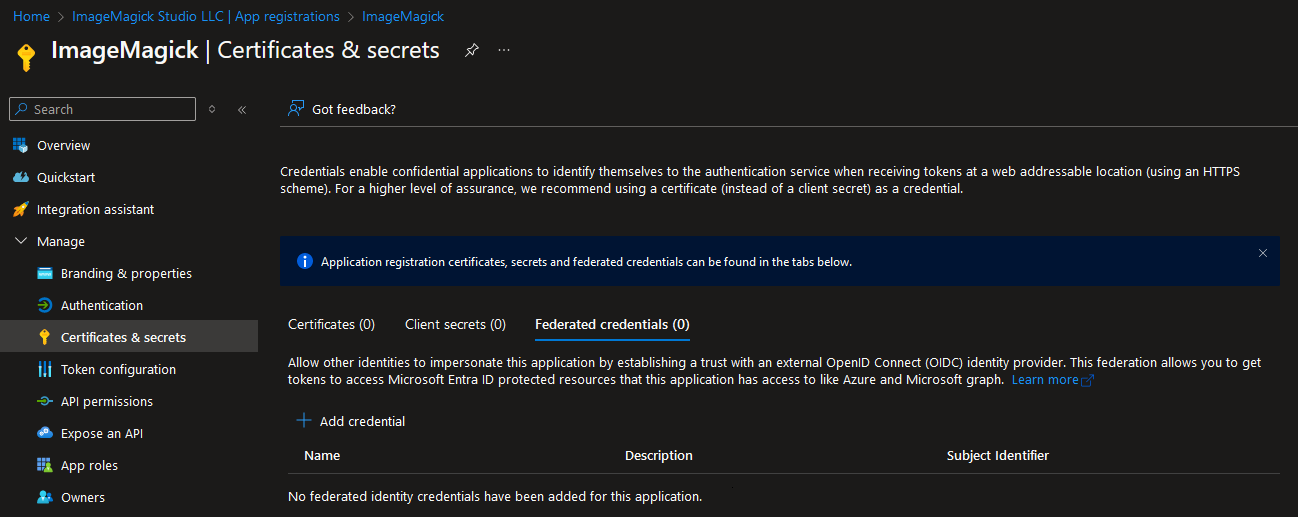 Home > ImageMagick Studio LLC | App registrations > ImageMagick
ImageMagick | Certificates & secrets
Search
Got feedback?
Overview
Quickstart
Integration assistant
Manage
Branding & properties
Authentication
Certificates & secrets
Token configuration
API permissions
Expose an API
App roles
Owners
Credentials enable confidential applications to identify themselves to the authentication service when receiving tokens at a web addressable location (using an HTTPS
scheme). For a higher level of assurance, we recommend using a certificate (instead of a client secret) as a credential.
Application registration certificates, secrets and federated credentials can be found in the tabs below.
Certificates (0) Client secrets (0) Federated credentials (0)
Allow other identities to impersonate this application by establishing a trust with an external OpenID Connect (OIDC) identity provider. This federation allows you to get
tokens to access Microsoft Entra ID protected resources that this application has access to like Azure and Microsoft graph. Learn more
Add credential
Name Description Subject Identifier
No federated identity credentials have been added for this application.